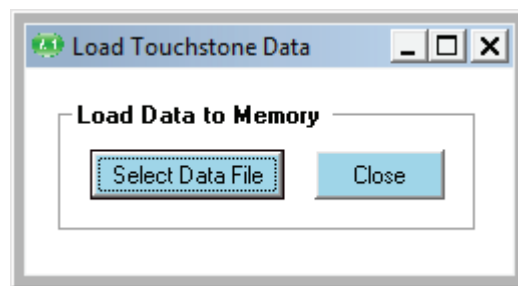 Load Touchstone Data
Load Data to Memory
Select Data File
Close